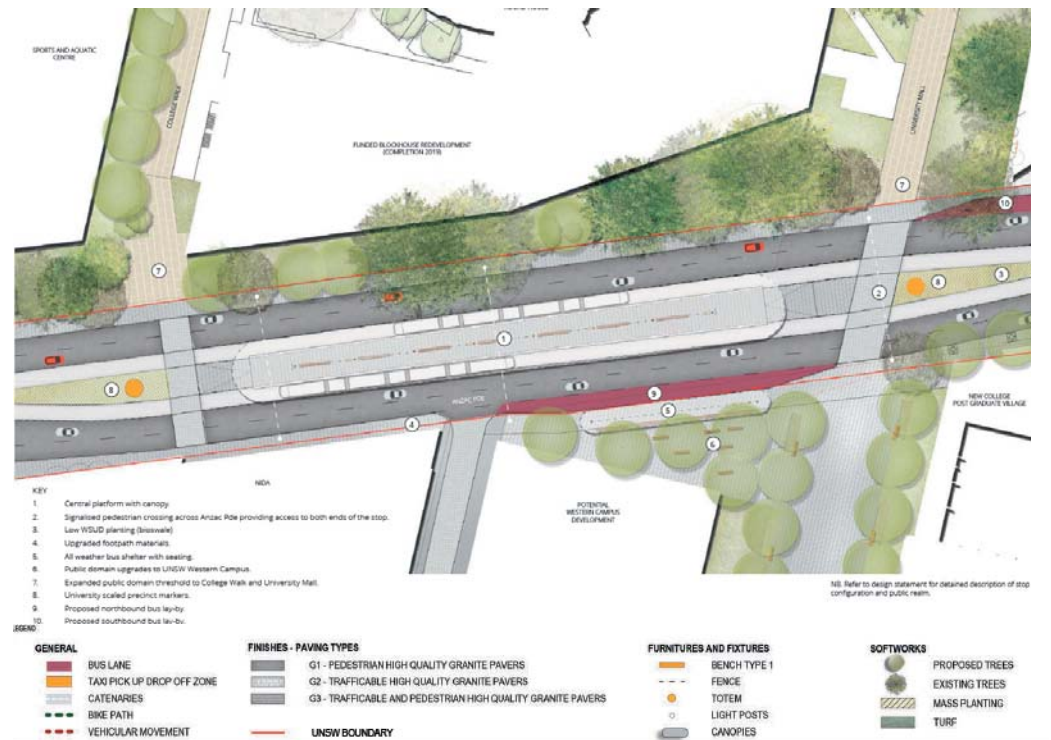 SPORTS AND AQUATIC
CENTRE
COLLEGE WALK
FUNDED BLOCKHOUSE REDEVELOPMENT
(COMPLETION 2019)
UNIVERSITY MALL
7
10
7
2
8
3
1
8
ANZAC PDE
9
5
4
6
NEW COLLEGE
POST GRADUATE VILLAGE
NIDA
POTENTIAL
WESTERN CAMPUS
DEVELOPMENT
KEY
1. Central platform with canopy.
2. Signalised pedestrian crossing across Anzac Pde providing access to both ends of the stop.
3. Low WSUD planting (bioswale)
4. Upgraded footpath materials.
5. All weather bus shelter with seating.
6. Public domain upgrades to UNSW Western Campus.
7. Expanded public domain threshold to College Walk and University Mall.
8. University scaled precinct markers.
9. Proposed northbound bus lay-by.
10. Proposed southbound bus lay-by.
NB. Refer to design statement for detailed description of stop
configuration and public realm.
LEGEND
GENERAL
BUS LANE
TAXI PICK UP DROP OFF ZONE
CATENARIES
BIKE PATH
VEHICULAR MOVEMENT
FINISHES - PAVING TYPES
G1 - PEDESTRIAN HIGH QUALITY GRANITE PAVERS
G2 - TRAFFICABLE HIGH QUALITY GRANITE PAVERS
G3 - TRAFFICABLE AND PEDESTRIAN HIGH QUALITY GRANITE PAVERS
UNSW BOUNDARY
FURNITURES AND FIXTURES
BENCH TYPE 1
FENCE
TOTEM
LIGHT POSTS
CANOPIES
SOFTWORKS
PROPOSED TREES
EXISTING TREES
MASS PLANTING
TURF